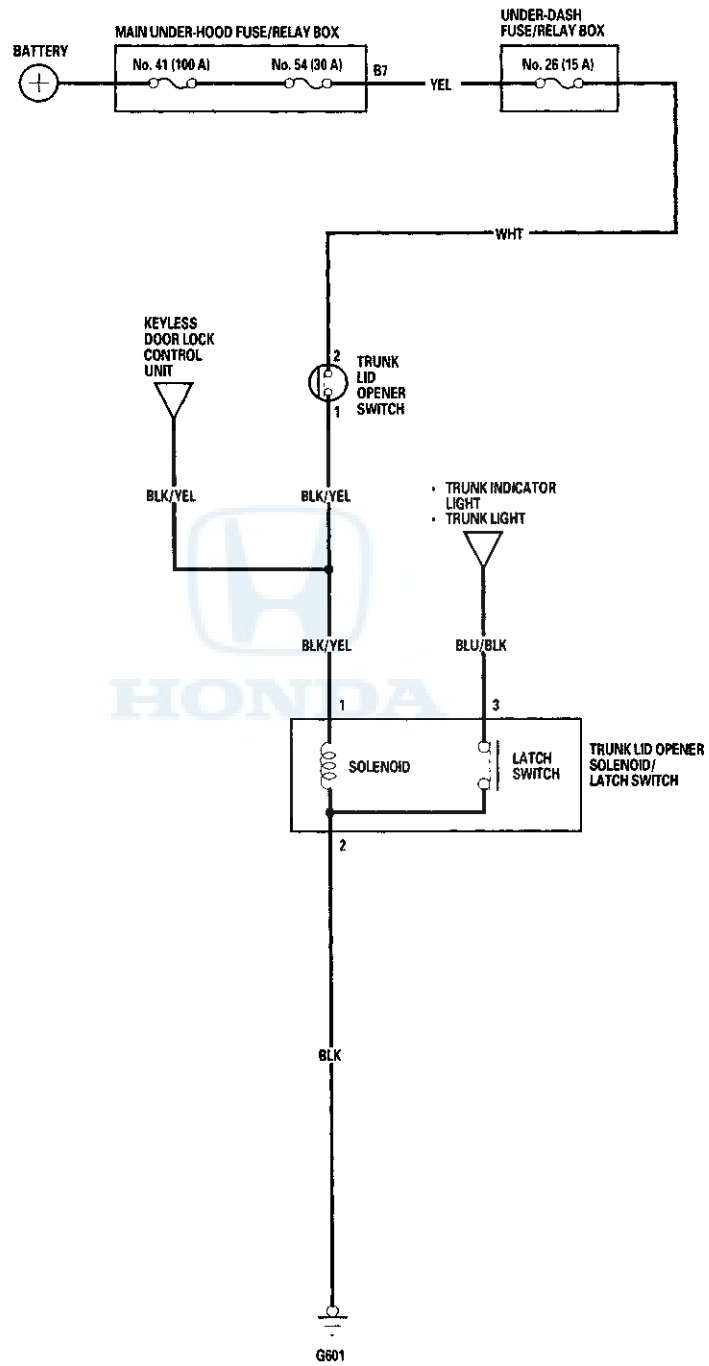 MAIN UNDER-HOOD FUSE/RELAY BOX
UNDER-DASH
FUSE/RELAY BOX
BATTERY
No. 41 (100 A)
No. 54 (30 A)
B7
YEL
No. 26 (15 A)
WHT
KEYLESS
DOOR LOCK
CONTROL
UNIT
2
TRUNK
LID
OPENER
SWITCH
1
BLK/YEL
BLK/YEL
• TRUNK INDICATOR
LIGHT
• TRUNK LIGHT
BLK/YEL
BLU/BLK
HONDA
1
3
SOLENOID
LATCH
SWITCH
TRUNK LID OPENER
SOLENOID/
LATCH SWITCH
2
BLK
G601